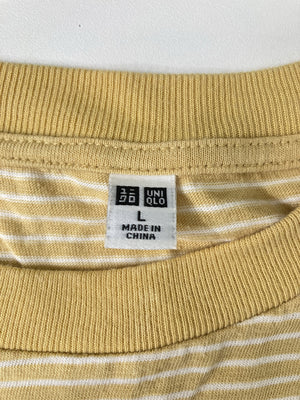 ユニ UNI
クロ QLO
L
MADE IN
CHINA